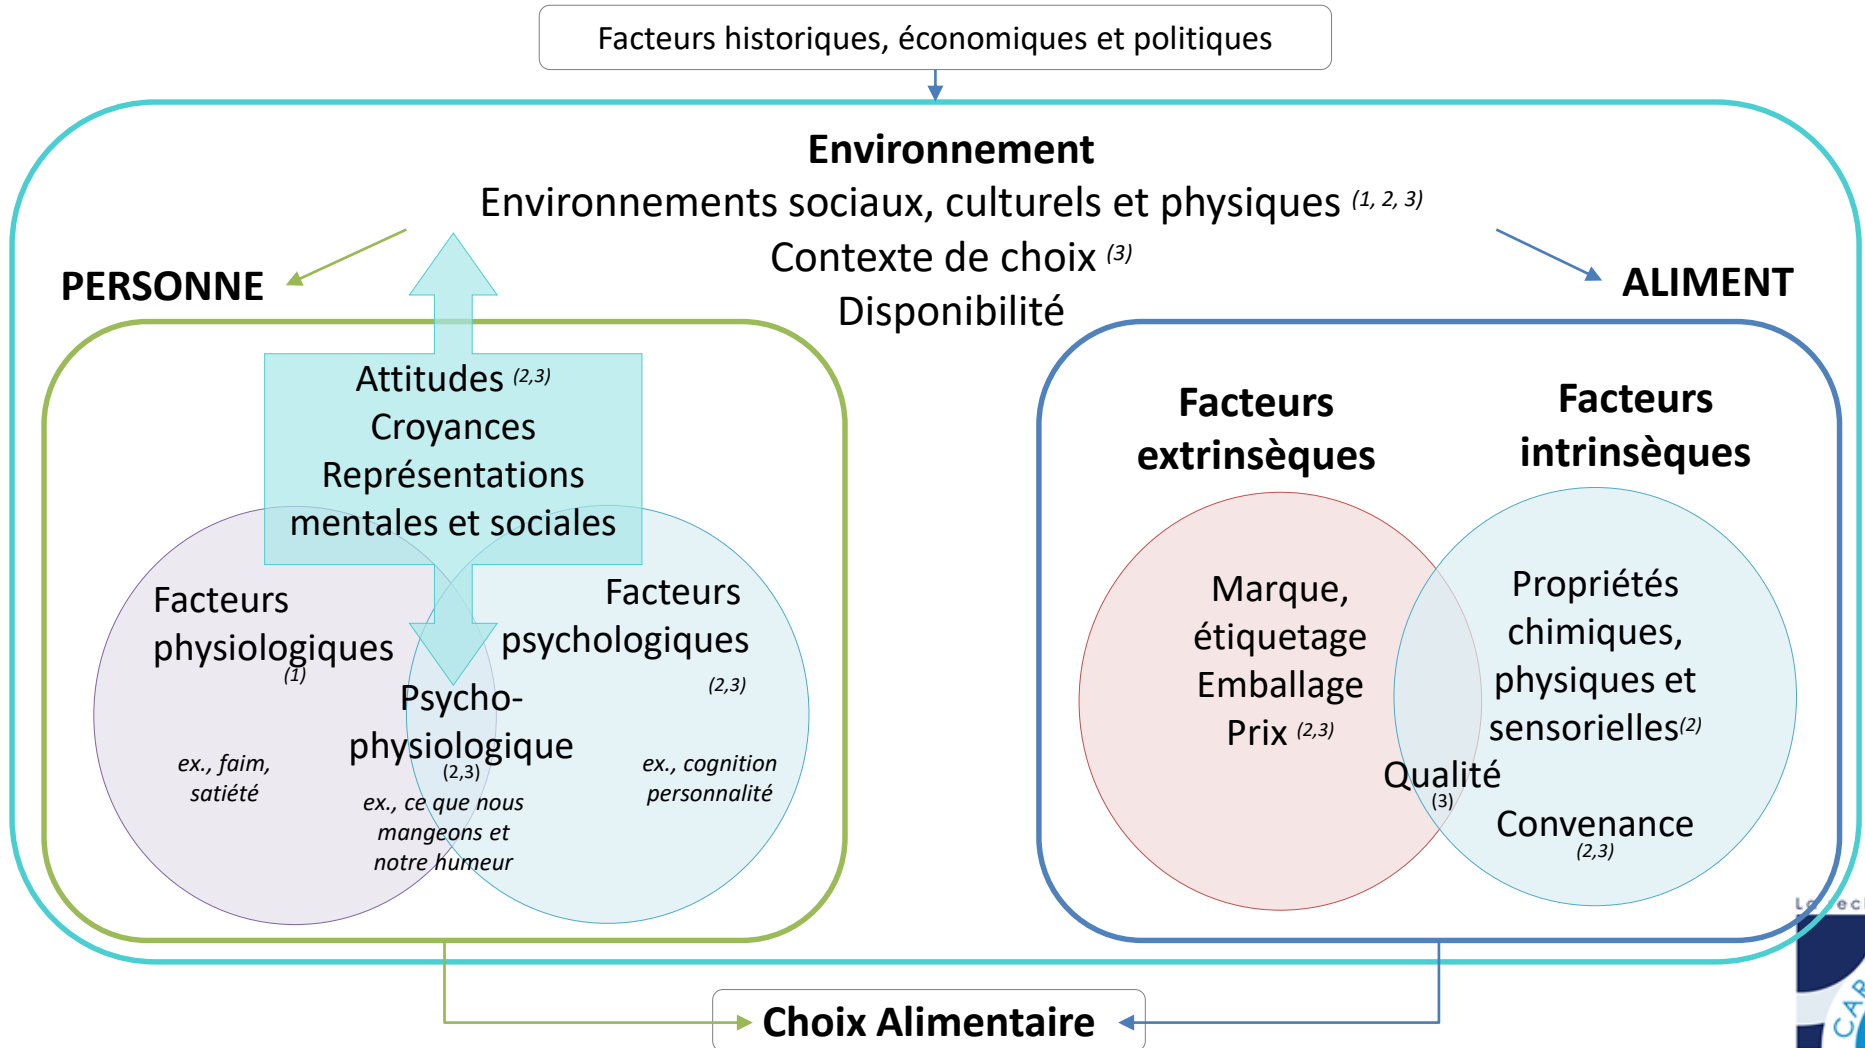 Facteurs historiques, économiques et politiques
Environnement
Environnements sociaux, culturels et physiques (1, 2, 3)
Contexte de choix (3)
Disponibilité
PERSONNE
ALIMENT
Attitudes (2,3)
Croyances
Représentations
mentales et sociales
Facteurs
physiologiques
(1)
ex., faim,
satiété
Psycho-
physiologique
(2,3)
ex., ce que nous
mangeons et
notre humeur
Facteurs
psychologiques
(2,3)
ex., cognition
personnalité
Facteurs
extrinsèques
Marque,
étiquetage
Emballage
Prix (2,3)
Facteurs
intrinsèques
Propriétés
chimiques,
physiques et
sensorielles(2)
Qualité
(3)
Convenance
(2,3)
Choix Alimentaire